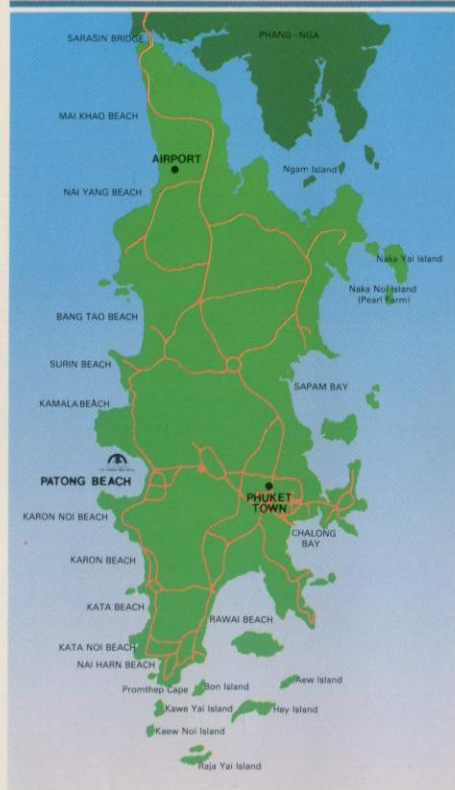 SARASIN BRIDGE
PHANG-NGA
MAI KHAO BEACH
AIRPORT
Ngam Island
NAI YANG BEACH
Naka Yai Island
Naka Noi Island
(Pearl Farm)
BANG TAO BEACH
SURIN BEACH
SAPAM BAY
KAMALA BEACH
PATONG BEACH
PHUKET
TOWN
KARON NOI BEACH
CHALONG
BAY
KARON BEACH
KATA BEACH
RAWAI BEACH
KATA NOI BEACH
NAI HARN BEACH
Promthep Cape
Bon Island
Aew Island
Kawe Yai Island
Hey Island
Kaew Noi Island
Raja Yai Island